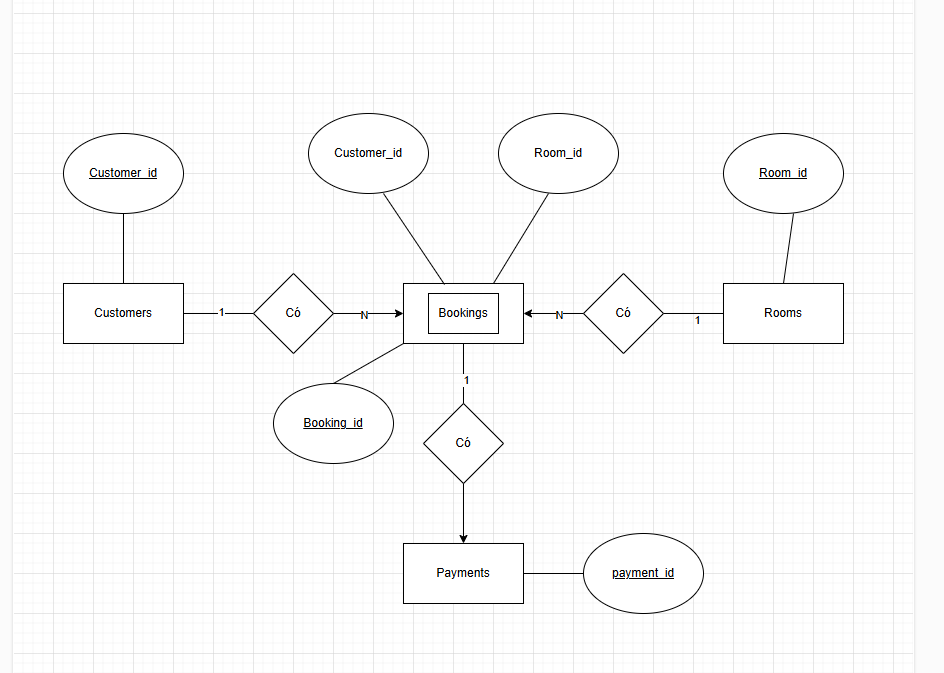 Customer_id
Room_id
Customer_id
Room_id
Customers
1
Có
N
Bookings
N
Có
1
Rooms
1
Booking_id
Có
Payments
payment_id